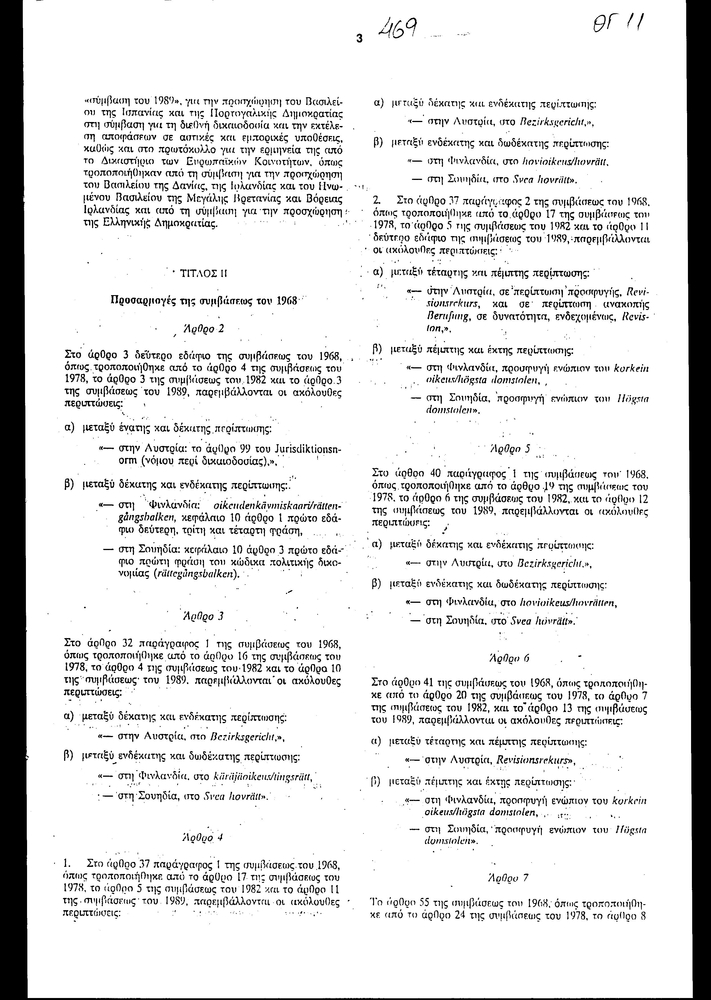 3
469
ΘΓ 11
«σύμβαση του 1989», για την προσχώρηση του Βασιλεί-
ου της Ισπανίας και της Πορτογαλικής Δημοκρατίας
στη σύμβαση για τη διεθνή δικαιοδοσία και την εκτέλε-
ση αποφάσεων σε αστικές και εμπορικές υποθέσεις,
καθώς και στο πρωτόκολλο για την ερμηνεία της από
το Δικαστήριο των Ευρωπαϊκών Κοινοτήτων, όπως
τροποποιήθηκαν από τη σύμβαση για την προσχώρηση
του Βασιλείου της Δανίας, της Ιρλανδίας και του Ηνω-
μένου Βασιλείου της Μεγάλης Βρετανίας και Βόρειας
Ιρλανδίας και από τη σύμβαση για την προσχώρηση
της Ελληνικής Δημοκρατίας.
ΤΙΤΛΟΣ ΙΙ
Προσαρμογές της συμβάσεως του 1968
Άρθρο 2
Στο άρθρο 3 δεύτερο εδάφιο της συμβάσεως του 1968,
όπως τροποποιήθηκε από το άρθρο 4 της συμβάσεως του
1978, το άρθρο 3 της συμβάσεως του 1982 και το άρθρο 3
της συμβάσεως του 1989, παρεμβάλλονται οι ακόλουθες
περιπτώσεις:
α) μεταξύ ένατης και δέκατης περίπτωσης:
«— στην Αυστρία: το άρθρο 99 του Jurisdiktionsn-
orm (νόμου περί δικαιοδοσίας),»,
β) μεταξύ δέκατης και ενδέκατης περίπτωσης:
«— στη Φινλανδία: oikeudenkäymiskaari/rätten-
gångsbalken, κεφάλαιο 10 άρθρο 1 πρώτο εδά-
φιο δεύτερη, τρίτη και τέταρτη φράση,
— στη Σουηδία: κεφάλαιο 10 άρθρο 3 πρώτο εδά-
φιο πρώτη φράση του κώδικα πολιτικής δικο-
νομίας (rättegångsbalken).
Άρθρο 3
Στο άρθρο 32 παράγραφος 1 της συμβάσεως του 1968,
όπως τροποποιήθηκε από το άρθρο 16 της συμβάσεως του
1978, το άρθρο 4 της συμβάσεως του 1982 και το άρθρο 10
της συμβάσεως του 1989, παρεμβάλλονται οι ακόλουθες
περιπτώσεις:
α) μεταξύ δέκατης και ενδέκατης περίπτωσης:
«— στην Αυστρία, στο Bezirksgericht,»,
β) μεταξύ ενδέκατης και δωδέκατης περίπτωσης:
«— στη Φινλανδία, στο käräjäoikeus/tingsrätt,
— στη Σουηδία, στο Svea hovrätt».
Άρθρο 4
1. Στο άρθρο 37 παράγραφος 1 της συμβάσεως του 1968,
όπως τροποποιήθηκε από το άρθρο 17 της συμβάσεως του
1978, το άρθρο 5 της συμβάσεως του 1982 και το άρθρο 11
της συμβάσεως του 1989, παρεμβάλλονται οι ακόλουθες
περιπτώσεις:
α) μεταξύ δέκατης και ενδέκατης περίπτωσης:
«— στην Αυστρία, στο Bezirksgericht,»,
β) μεταξύ ενδέκατης και δωδέκατης περίπτωσης:
«— στη Φινλανδία, στο hovioikeus/hovrätt,
— στη Σουηδία, στο Svea hovrätt».
2. Στο άρθρο 37 παράγραφος 2 της συμβάσεως του 1968,
όπως τροποποιήθηκε από το άρθρο 17 της συμβάσεως του
1978, το άρθρο 5 της συμβάσεως του 1982 και το άρθρο 11
δεύτερο εδάφιο της συμβάσεως του 1989, παρεμβάλλονται
οι ακόλουθες περιπτώσεις:
α) μεταξύ τέταρτης και πέμπτης περίπτωσης:
«— στην Αυστρία, σε περίπτωση προσφυγής, Revi-
sionsrekurs, και σε περίπτωση ανακοπής
Berufung, σε δυνατότητα, ενδεχομένως, Revis-
ion,»,
β) μεταξύ πέμπτης και έκτης περίπτωσης:
«— στη Φινλανδία, προσφυγή ενώπιον του korkein
oikeus/högsta domstolen,
— στη Σουηδία, προσφυγή ενώπιον του Högsta
domstolen».
Άρθρο 5
Στο άρθρο 40 παράγραφος 1 της συμβάσεως του 1968,
όπως τροποποιήθηκε από το άρθρο 19 της συμβάσεως του
1978, το άρθρο 6 της συμβάσεως του 1982, και το άρθρο 12
της συμβάσεως του 1989, παρεμβάλλονται οι ακόλουθες
περιπτώσεις:
α) μεταξύ δέκατης και ενδέκατης περίπτωσης:
«— στην Αυστρία, στο Bezirksgericht,»,
β) μεταξύ ενδέκατης και δωδέκατης περίπτωσης:
«— στη Φινλανδία, στο hovioikeus/hovrätten,
— στη Σουηδία, στο Svea hovrätt».
Άρθρο 6
Στο άρθρο 41 της συμβάσεως του 1968, όπως τροποποιήθη-
κε από το άρθρο 20 της συμβάσεως του 1978, το άρθρο 7
της συμβάσεως του 1982, και το άρθρο 13 της συμβάσεως
του 1989, παρεμβάλλονται οι ακόλουθες περιπτώσεις:
α) μεταξύ τέταρτης και πέμπτης περίπτωσης:
«— στην Αυστρία, Revisionsrekurs»,
β) μεταξύ πέμπτης και έκτης περίπτωσης:
«— στη Φινλανδία, προσφυγή ενώπιον του korkein
oikeus/högsta domstolen,
— στη Σουηδία, προσφυγή ενώπιον του Högsta
domstolen».
Άρθρο 7
Το άρθρο 55 της συμβάσεως του 1968, όπως τροποποιήθη-
κε από το άρθρο 24 της συμβάσεως του 1978, το άρθρο 8